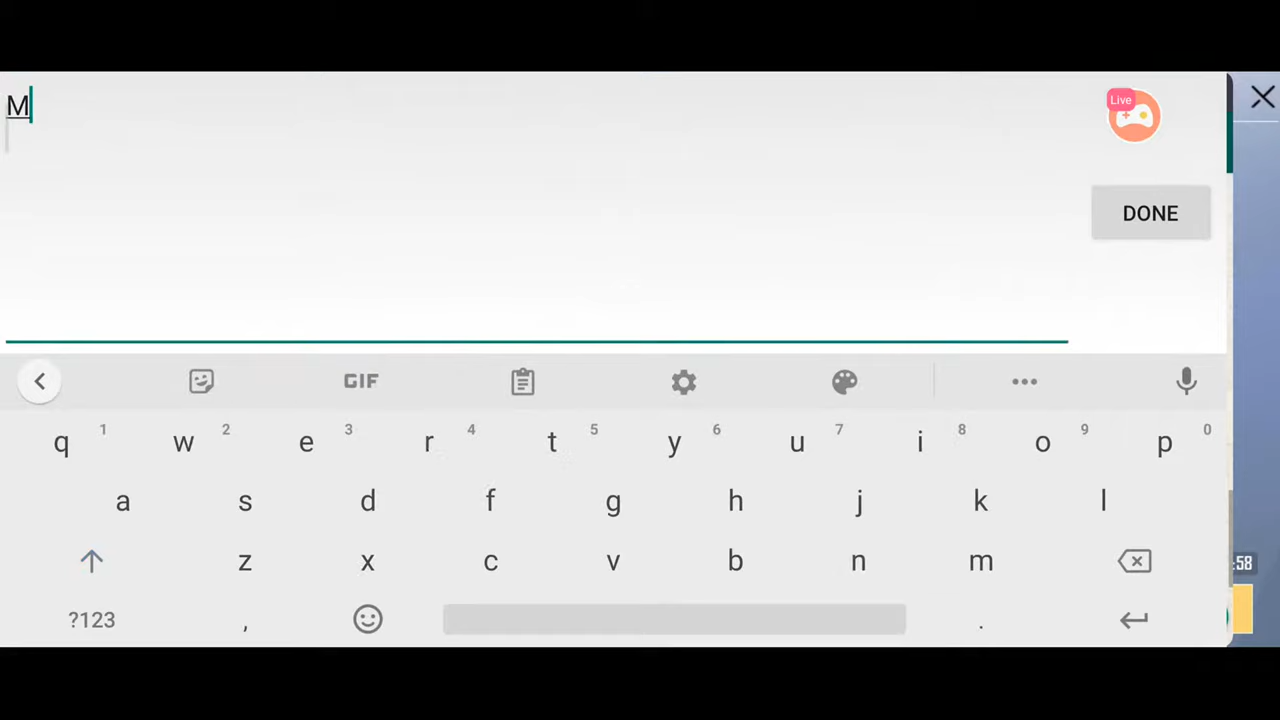 M
Live
DONE
GIF
q 1 w 2 e 3 r 4 t 5 y 6 u 7 i 8 o 9 p 0
a s d f g h j k l
z x c v b n m
:58
?123 , .